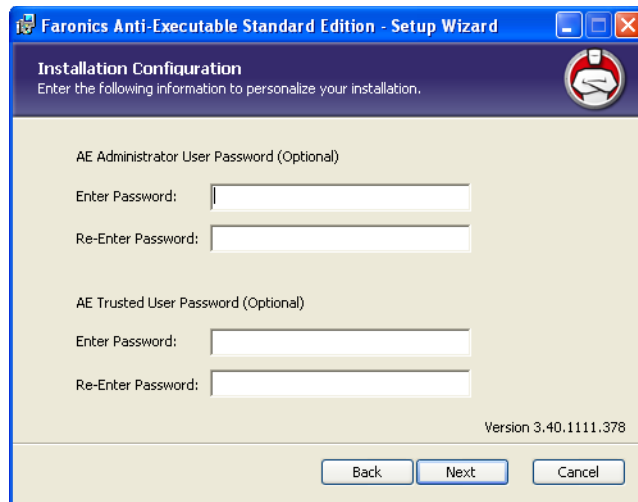 Faronics Anti-Executable Standard Edition - Setup Wizard
Installation Configuration
Enter the following information to personalize your installation.
AE Administrator User Password (Optional)
Enter Password:
Re-Enter Password:
AE Trusted User Password (Optional)
Enter Password:
Re-Enter Password:
Version 3.40.1111.378
Back Next Cancel